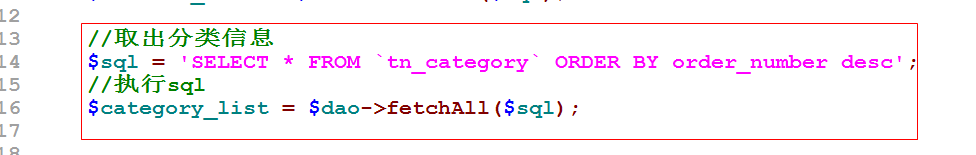 12
13 //取出分类信息
14 $sql = 'SELECT * FROM `tn_category` ORDER BY order_number desc';
15 //执行sql
16 $category_list = $dao->fetchAll($sql);
17
18